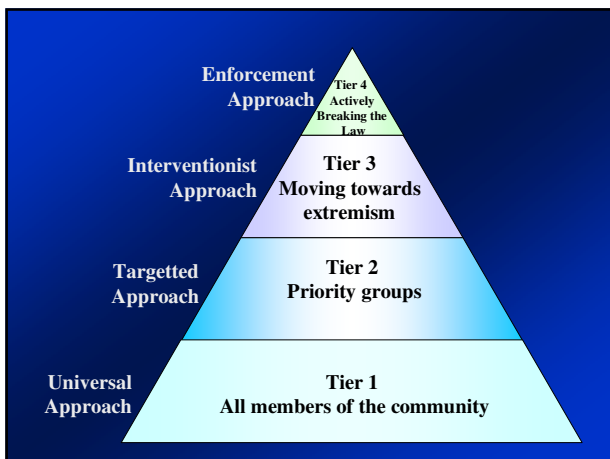 Enforcement
Approach
Tier 4
Actively
Breaking the
Law
Interventionist
Approach
Tier 3
Moving towards
extremism
Targetted
Approach
Tier 2
Priority groups
Universal
Approach
Tier 1
All members of the community